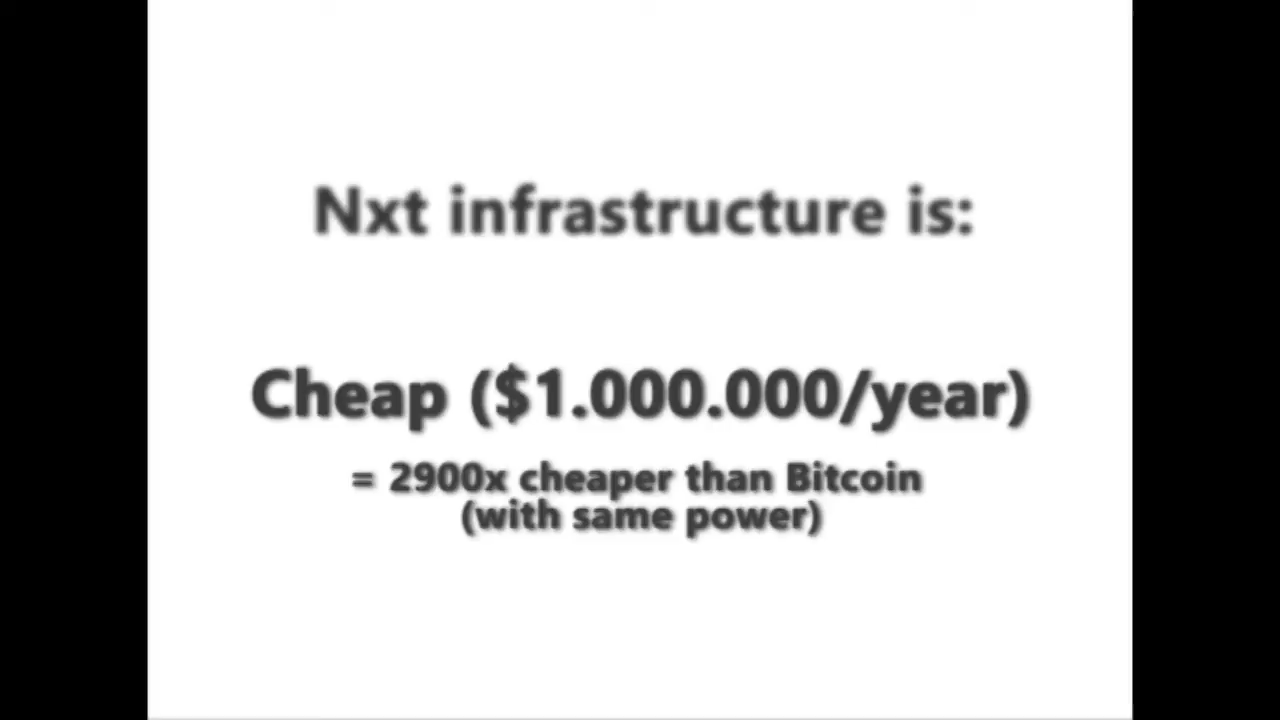 Nxt infrastructure is:
Cheap ($1.000.000/year)
= 2900x cheaper than Bitcoin
(with same power)